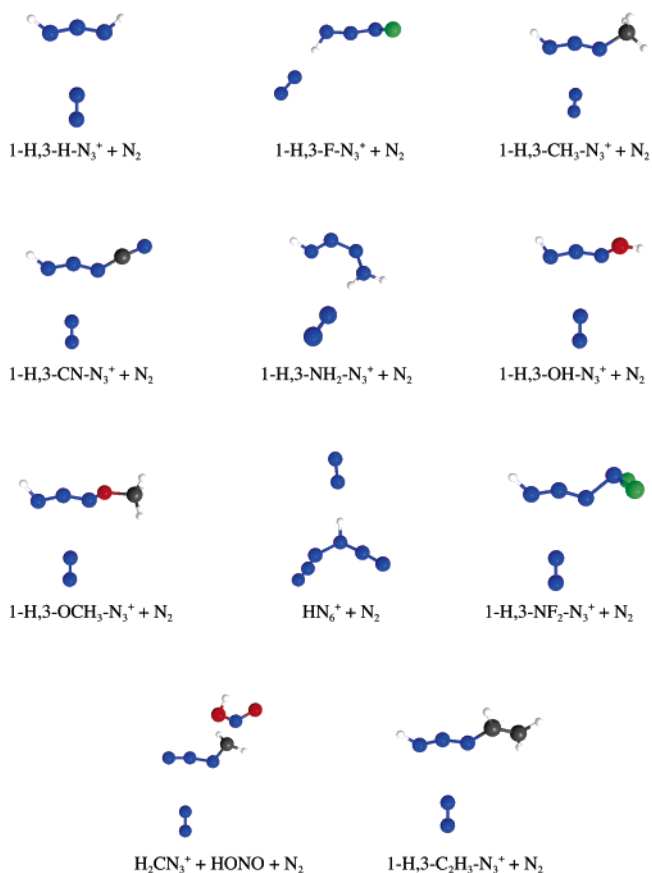 1-H,3-H-N₃⁺ + N₂
1-H,3-F-N₃⁺ + N₂
1-H,3-CH₃-N₃⁺ + N₂
1-H,3-CN-N₃⁺ + N₂
1-H,3-NH₂-N₃⁺ + N₂
1-H,3-OH-N₃⁺ + N₂
1-H,3-OCH₃-N₃⁺ + N₂
HN₆⁺ + N₂
1-H,3-NF₂-N₃⁺ + N₂
H₂CN₃⁺ + HONO + N₂
1-H,3-C₂H₃-N₃⁺ + N₂